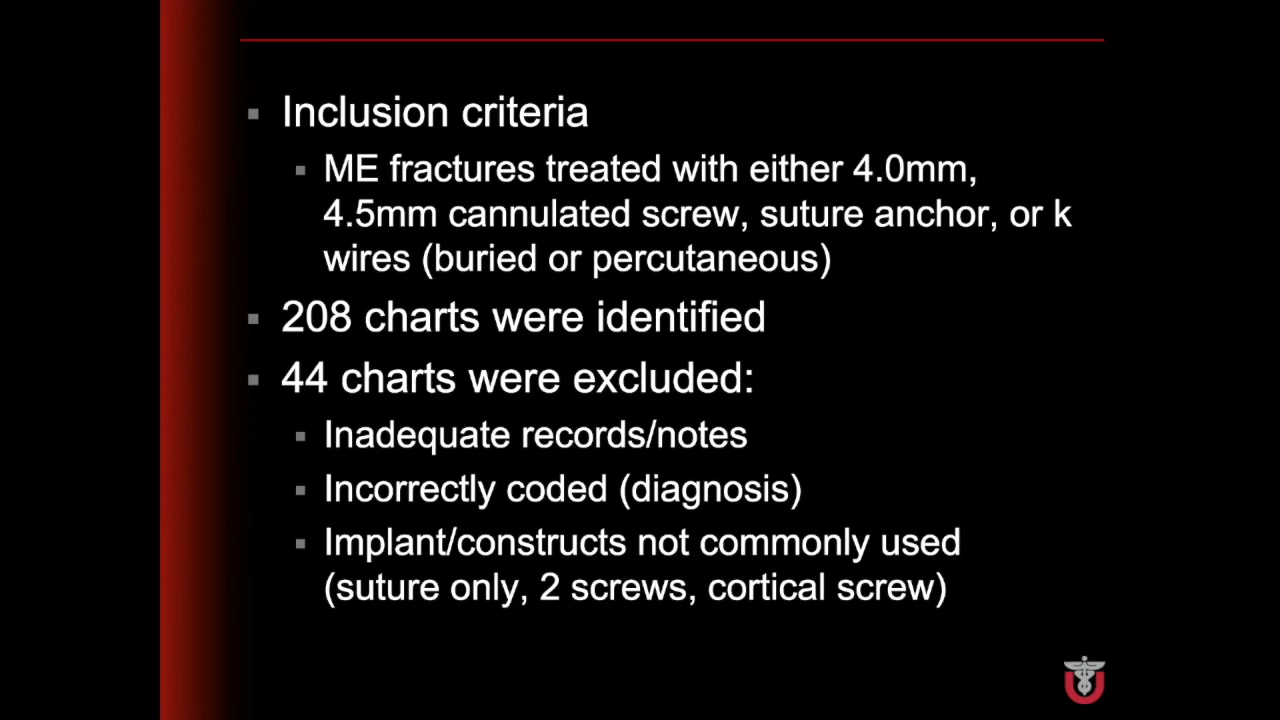 Inclusion criteria
ME fractures treated with either 4.0mm,
4.5mm cannulated screw, suture anchor, or k
wires (buried or percutaneous)
208 charts were identified
44 charts were excluded:
Inadequate records/notes
Incorrectly coded (diagnosis)
Implant/constructs not commonly used
(suture only, 2 screws, cortical screw)